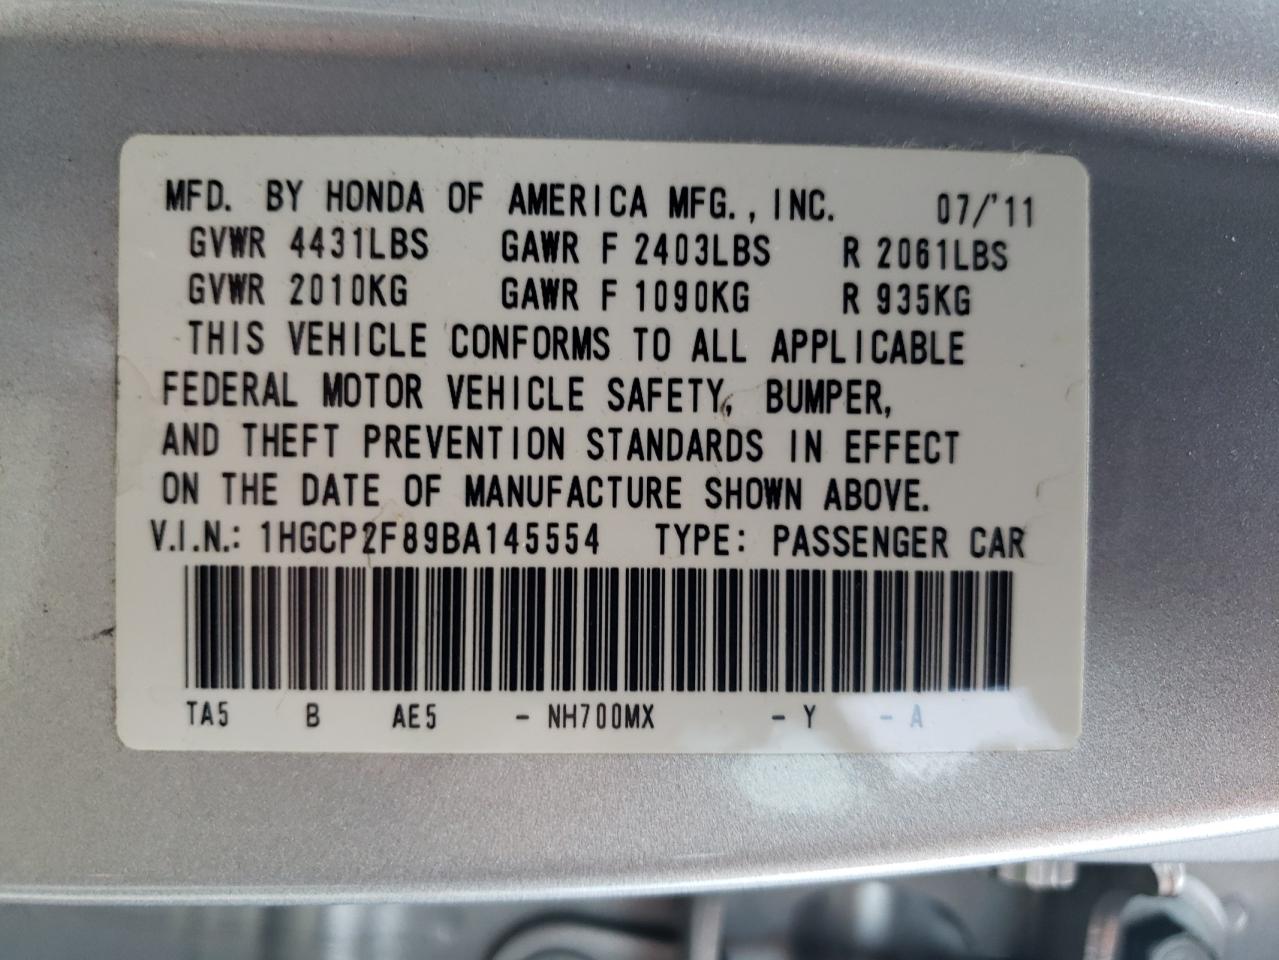 MFD. BY HONDA OF AMERICA MFG., INC. 07/'11
GVWR 4431LBS GAWR F 2403LBS R 2061LBS
GVWR 2010KG GAWR F 1090KG R 935KG
THIS VEHICLE CONFORMS TO ALL APPLICABLE
FEDERAL MOTOR VEHICLE SAFETY, BUMPER,
AND THEFT PREVENTION STANDARDS IN EFFECT
ON THE DATE OF MANUFACTURE SHOWN ABOVE.
V.I.N.: 1HGCP2F89BA145554 TYPE: PASSENGER CAR
TA5 B AE5 - NH700MX - Y - A